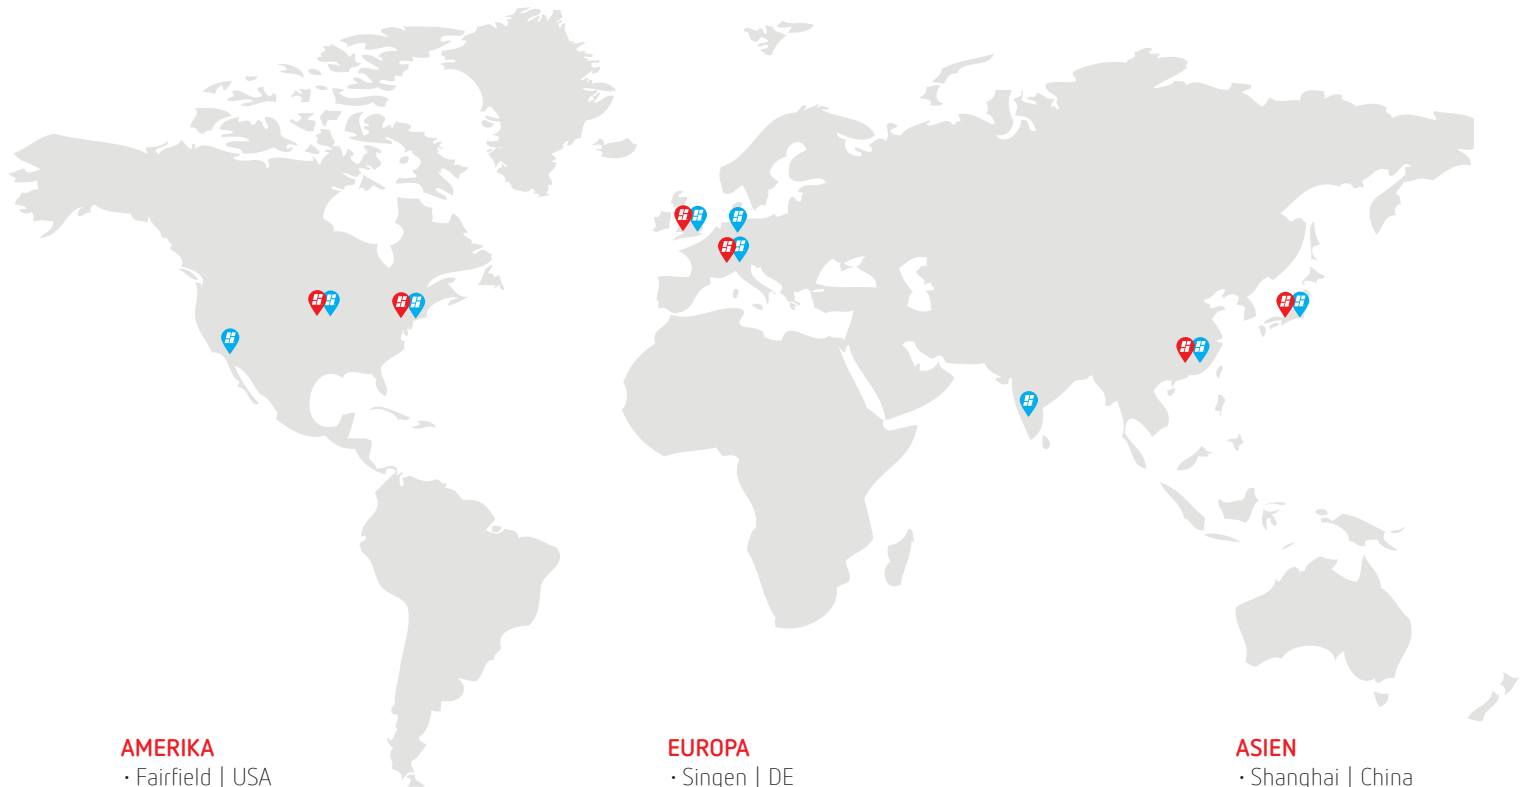 AMERIKA
· Fairfield | USA
EUROPA
· Singen | DE
ASIEN
· Shanghai | China